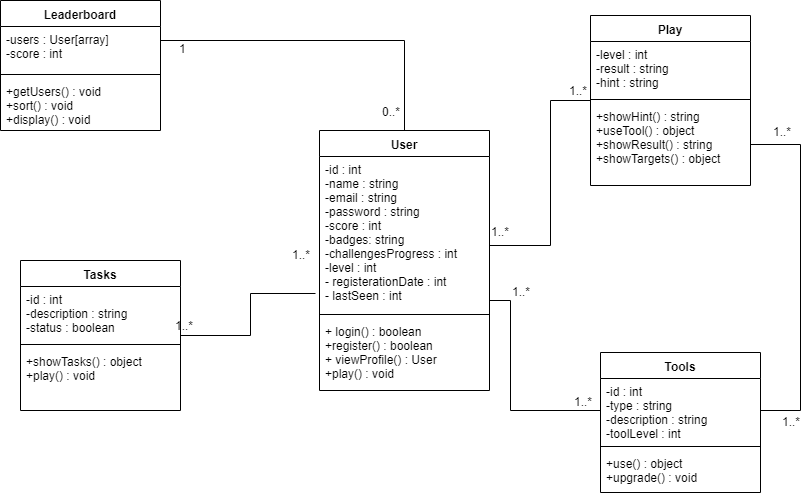 Leaderboard
-users : User[array]
-score : int
+getUsers() : void
+sort() : void
+display() : void
1
0..*
Play
-level : int
-result : string
-hint : string
+showHint() : string
+useTool() : object
+showResult() : string
+showTargets() : object
1..*
1..*
User
-id : int
-name : string
-email : string
-password : string
-score : int
-badges: string
-challengesProgress : int
-level : int
- registerationDate : int
- lastSeen : int
+ login() : boolean
+register() : boolean
+ viewProfile() : User
+play() : void
1..*
1..*
1..*
Tasks
-id : int
-description : string
-status : boolean
+showTasks() : object
+play() : void
1..*
Tools
-id : int
-type : string
-description : string
-toolLevel : int
+use() : object
+upgrade() : void
1..*
1..*